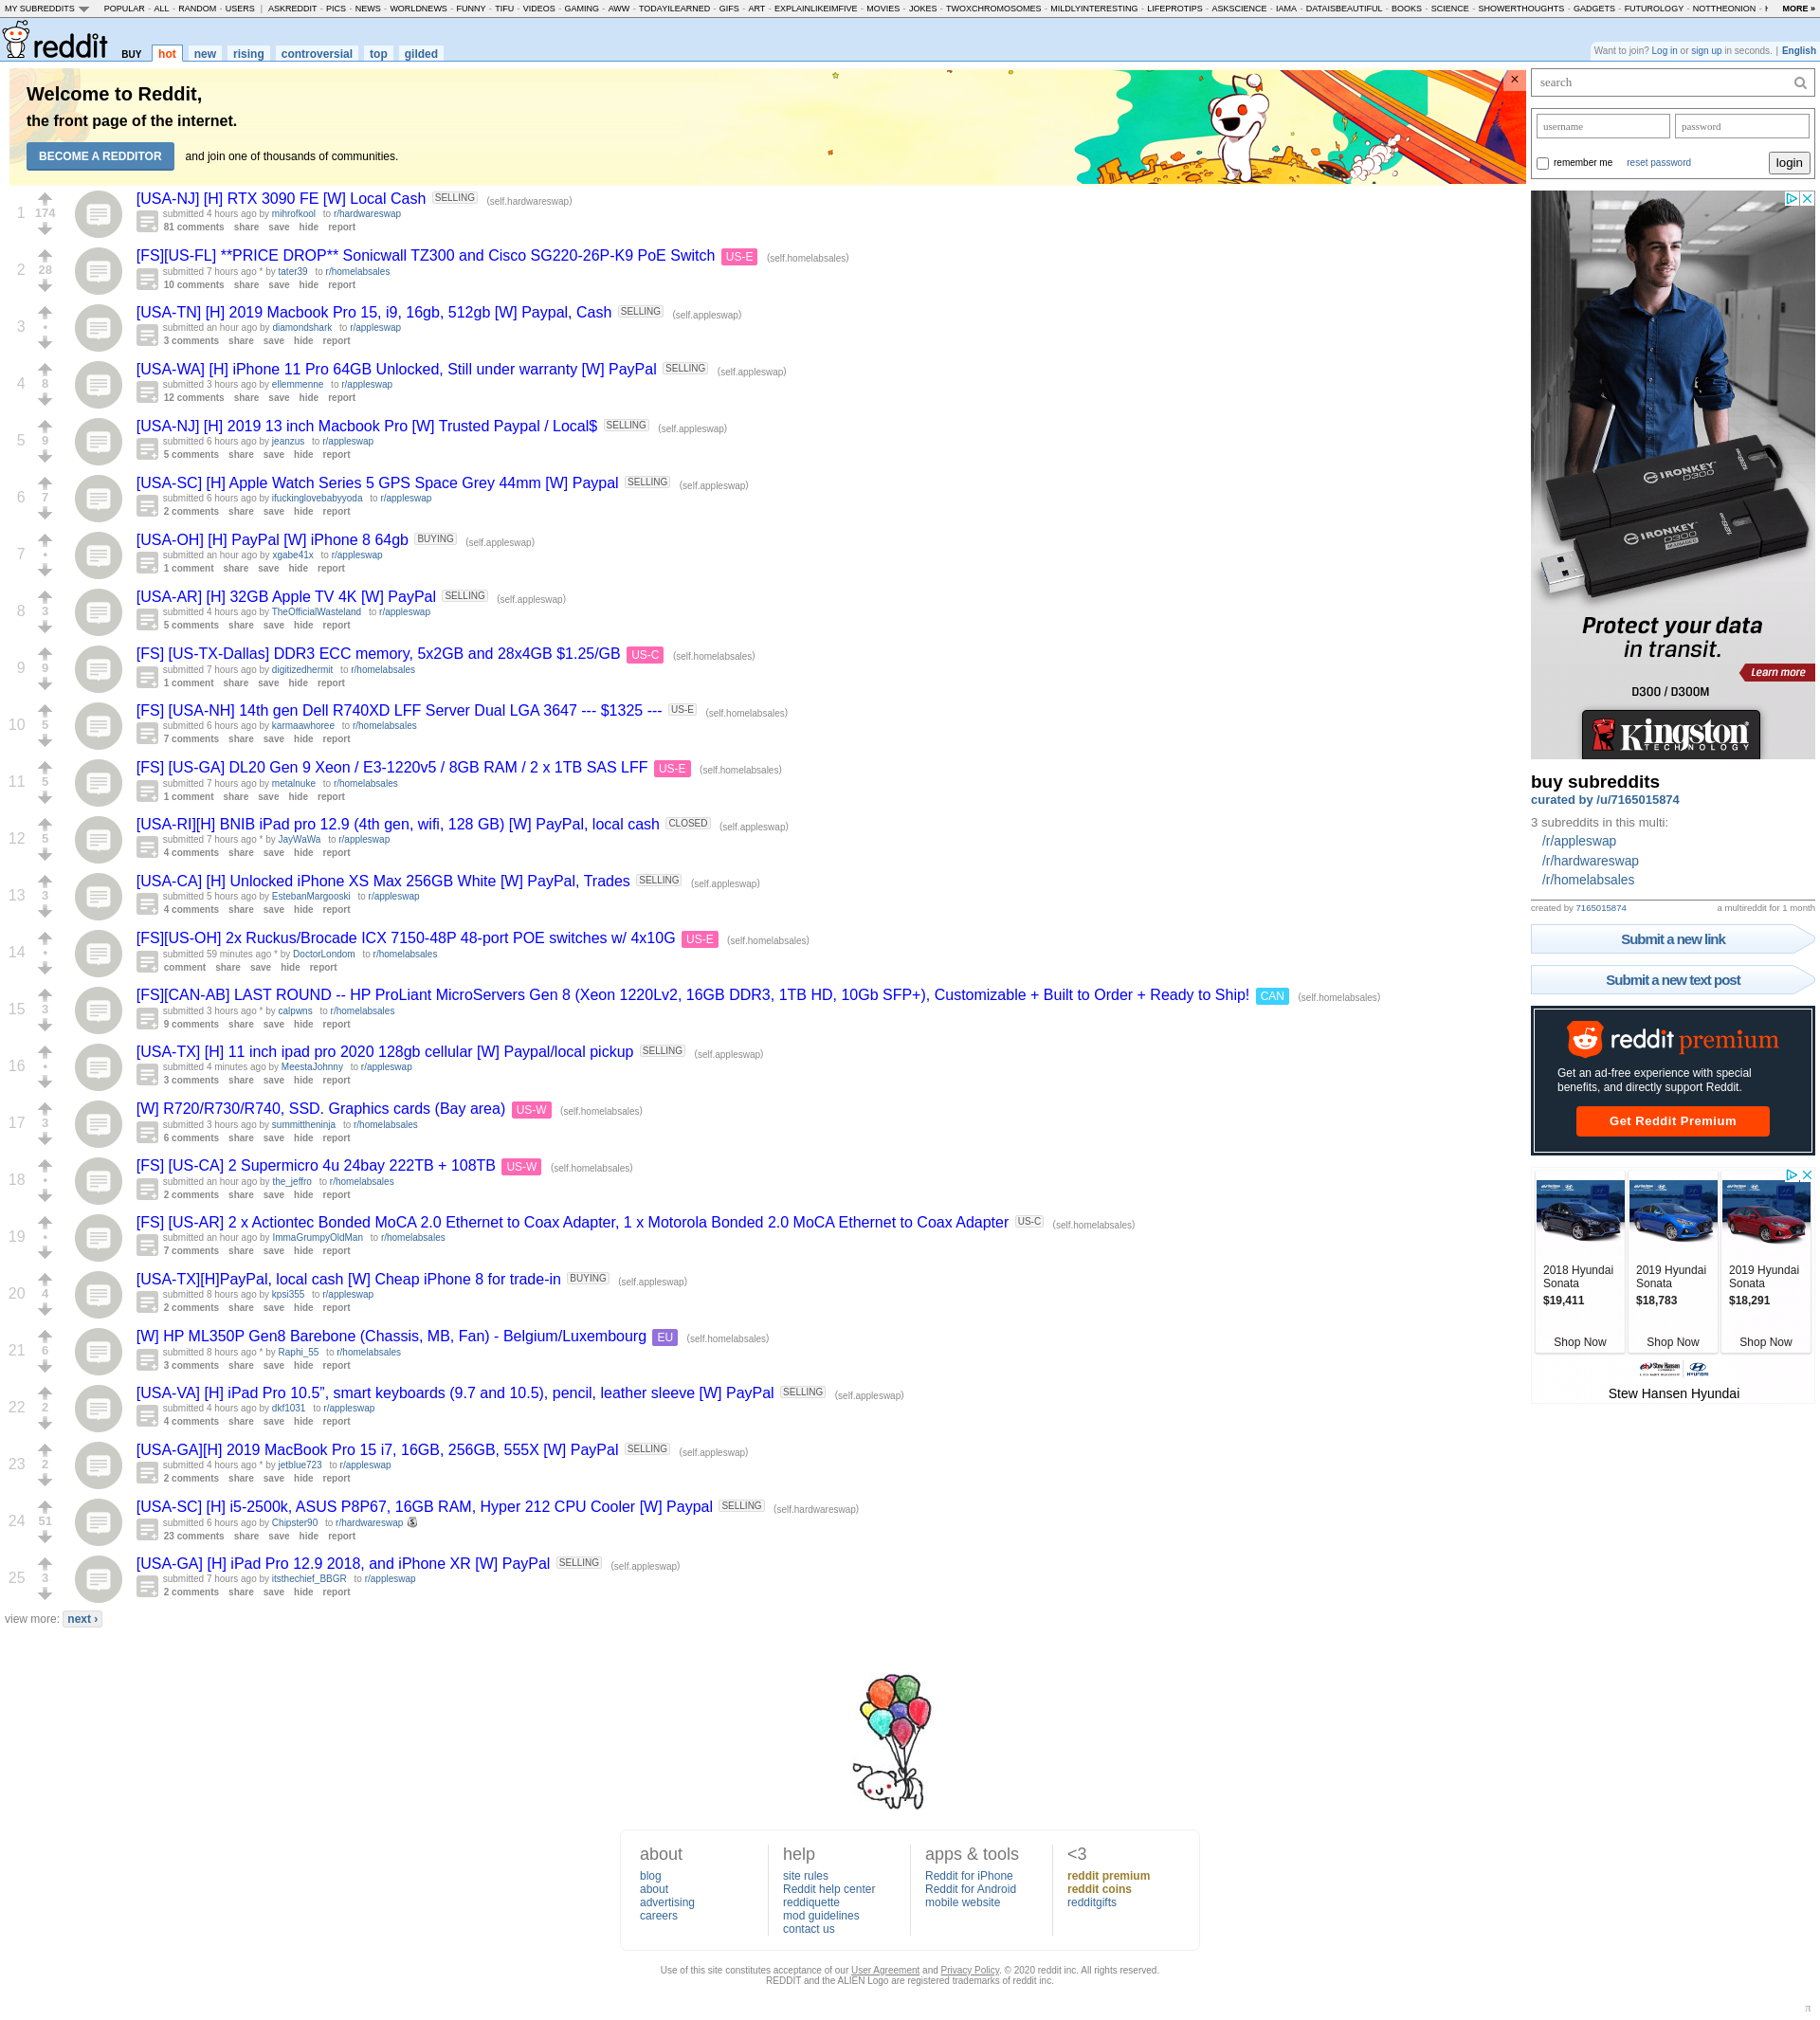 MY SUBREDDITS POPULAR - ALL - RANDOM - USERS | ASKREDDIT - PICS - NEWS - WORLDNEWS - FUNNY - TIFU - VIDEOS - GAMING - AWW - TODAYILEARNED - GIFS - ART - EXPLAINLIKEIMFIVE - MOVIES - JOKES - TWOXCHROMOSOMES - MILDLYINTERESTING - LIFEPROTIPS - ASKSCIENCE - IAMA - DATAISBEAUTIFUL - BOOKS - SCIENCE - SHOWERTHOUGHTS - GADGETS - FUTUROLOGY - NOTTHEONION - MORE »
reddit BUY hot new rising controversial top gilded
Want to join? Log in or sign up in seconds. | English
Welcome to Reddit,
the front page of the internet.
BECOME A REDDITOR and join one of thousands of communities.
×
1 174 [USA-NJ] [H] RTX 3090 FE [W] Local Cash SELLING (self.hardwareswap)
submitted 4 hours ago by mihrofkool to r/hardwareswap
81 comments share save hide report
2 28 [FS][US-FL] **PRICE DROP** Sonicwall TZ300 and Cisco SG220-26P-K9 PoE Switch US-E (self.homelabsales)
submitted 7 hours ago * by tater39 to r/homelabsales
10 comments share save hide report
3 • [USA-TN] [H] 2019 Macbook Pro 15, i9, 16gb, 512gb [W] Paypal, Cash SELLING (self.appleswap)
submitted an hour ago by diamondshark to r/appleswap
3 comments share save hide report
4 8 [USA-WA] [H] iPhone 11 Pro 64GB Unlocked, Still under warranty [W] PayPal SELLING (self.appleswap)
submitted 3 hours ago by ellemmenne to r/appleswap
12 comments share save hide report
5 9 [USA-NJ] [H] 2019 13 inch Macbook Pro [W] Trusted Paypal / Local$ SELLING (self.appleswap)
submitted 6 hours ago by jeanzus to r/appleswap
5 comments share save hide report
6 7 [USA-SC] [H] Apple Watch Series 5 GPS Space Grey 44mm [W] Paypal SELLING (self.appleswap)
submitted 6 hours ago by ifuckinglovebabyyoda to r/appleswap
2 comments share save hide report
7 • [USA-OH] [H] PayPal [W] iPhone 8 64gb BUYING (self.appleswap)
submitted an hour ago by xgabe41x to r/appleswap
1 comment share save hide report
8 3 [USA-AR] [H] 32GB Apple TV 4K [W] PayPal SELLING (self.appleswap)
submitted 4 hours ago by TheOfficialWasteland to r/appleswap
5 comments share save hide report
9 9 [FS] [US-TX-Dallas] DDR3 ECC memory, 5x2GB and 28x4GB $1.25/GB US-C (self.homelabsales)
submitted 7 hours ago by digitizedhermit to r/homelabsales
1 comment share save hide report
10 5 [FS] [USA-NH] 14th gen Dell R740XD LFF Server Dual LGA 3647 --- $1325 --- US-E (self.homelabsales)
submitted 6 hours ago by karmaawhoree to r/homelabsales
7 comments share save hide report
11 5 [FS] [US-GA] DL20 Gen 9 Xeon / E3-1220v5 / 8GB RAM / 2 x 1TB SAS LFF US-E (self.homelabsales)
submitted 7 hours ago by metalnuke to r/homelabsales
1 comment share save hide report
12 5 [USA-RI][H] BNIB iPad pro 12.9 (4th gen, wifi, 128 GB) [W] PayPal, local cash CLOSED (self.appleswap)
submitted 7 hours ago * by JayWaWa to r/appleswap
4 comments share save hide report
13 3 [USA-CA] [H] Unlocked iPhone XS Max 256GB White [W] PayPal, Trades SELLING (self.appleswap)
submitted 5 hours ago by EstebanMargooski to r/appleswap
4 comments share save hide report
14 • [FS][US-OH] 2x Ruckus/Brocade ICX 7150-48P 48-port POE switches w/ 4x10G US-E (self.homelabsales)
submitted 59 minutes ago * by DoctorLondom to r/homelabsales
comment share save hide report
15 3 [FS][CAN-AB] LAST ROUND -- HP ProLiant MicroServers Gen 8 (Xeon 1220Lv2, 16GB DDR3, 1TB HD, 10Gb SFP+), Customizable + Built to Order + Ready to Ship! CAN (self.homelabsales)
submitted 3 hours ago * by calpwns to r/homelabsales
9 comments share save hide report
16 • [USA-TX] [H] 11 inch ipad pro 2020 128gb cellular [W] Paypal/local pickup SELLING (self.appleswap)
submitted 4 minutes ago by MeestaJohnny to r/appleswap
3 comments share save hide report
17 3 [W] R720/R730/R740, SSD. Graphics cards (Bay area) US-W (self.homelabsales)
submitted 3 hours ago by summittheninja to r/homelabsales
6 comments share save hide report
18 • [FS] [US-CA] 2 Supermicro 4u 24bay 222TB + 108TB US-W (self.homelabsales)
submitted an hour ago by the_jeffro to r/homelabsales
2 comments share save hide report
19 • [FS] [US-AR] 2 x Actiontec Bonded MoCA 2.0 Ethernet to Coax Adapter, 1 x Motorola Bonded 2.0 MoCA Ethernet to Coax Adapter US-C (self.homelabsales)
submitted an hour ago by ImmaGrumpyOldMan to r/homelabsales
7 comments share save hide report
20 4 [USA-TX][H]PayPal, local cash [W] Cheap iPhone 8 for trade-in BUYING (self.appleswap)
submitted 8 hours ago by kpsi355 to r/appleswap
2 comments share save hide report
21 6 [W] HP ML350P Gen8 Barebone (Chassis, MB, Fan) - Belgium/Luxembourg EU (self.homelabsales)
submitted 8 hours ago * by Raphi_55 to r/homelabsales
3 comments share save hide report
22 2 [USA-VA] [H] iPad Pro 10.5”, smart keyboards (9.7 and 10.5), pencil, leather sleeve [W] PayPal SELLING (self.appleswap)
submitted 4 hours ago by dkf1031 to r/appleswap
4 comments share save hide report
23 2 [USA-GA][H] 2019 MacBook Pro 15 i7, 16GB, 256GB, 555X [W] PayPal SELLING (self.appleswap)
submitted 4 hours ago * by jetblue723 to r/appleswap
2 comments share save hide report
24 51 [USA-SC] [H] i5-2500k, ASUS P8P67, 16GB RAM, Hyper 212 CPU Cooler [W] Paypal SELLING (self.hardwareswap)
submitted 6 hours ago by Chipster90 to r/hardwareswap
23 comments share save hide report
25 3 [USA-GA] [H] iPad Pro 12.9 2018, and iPhone XR [W] PayPal SELLING (self.appleswap)
submitted 7 hours ago by itsthechief_BBGR to r/appleswap
2 comments share save hide report
view more: next ›
search
username password
remember me reset password login
IRONKEY D300 128GB
IRONKEY D300 MANAGED 128GB
Protect your data
in transit.
Learn more
D300 / D300M
Kingston
TECHNOLOGY
buy subreddits
curated by /u/7165015874
3 subreddits in this multi:
/r/appleswap
/r/hardwareswap
/r/homelabsales
created by 7165015874 a multireddit for 1 month
Submit a new link
Submit a new text post
reddit premium
Get an ad-free experience with special
benefits, and directly support Reddit.
Get Reddit Premium
2018 Hyundai 2019 Hyundai 2019 Hyundai
Sonata Sonata Sonata
$19,411 $18,783 $18,291
Shop Now Shop Now Shop Now
Stew Hansen HYUNDAI
Stew Hansen Hyundai
about help apps & tools <3
blog site rules Reddit for iPhone reddit premium
about Reddit help center Reddit for Android reddit coins
advertising reddiquette mobile website redditgifts
careers mod guidelines
contact us
Use of this site constitutes acceptance of our User Agreement and Privacy Policy. © 2020 reddit inc. All rights reserved.
REDDIT and the ALIEN Logo are registered trademarks of reddit inc.
π